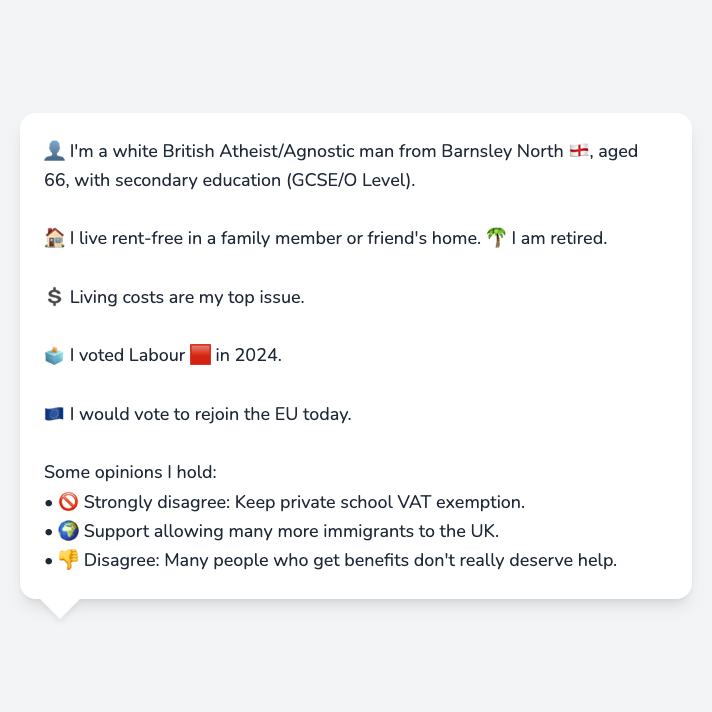 👤 I'm a white British Atheist/Agnostic man from Barnsley North 🏴󠁧󠁢󠁥󠁮󠁧󠁿, aged
66, with secondary education (GCSE/O Level).
🏠 I live rent-free in a family member or friend's home. 🌴 I am retired.
💲 Living costs are my top issue.
🗳️ I voted Labour 🟥 in 2024.
🇪🇺 I would vote to rejoin the EU today.
Some opinions I hold:
• 🚫 Strongly disagree: Keep private school VAT exemption.
• 🌍 Support allowing many more immigrants to the UK.
• 👎 Disagree: Many people who get benefits don't really deserve help.